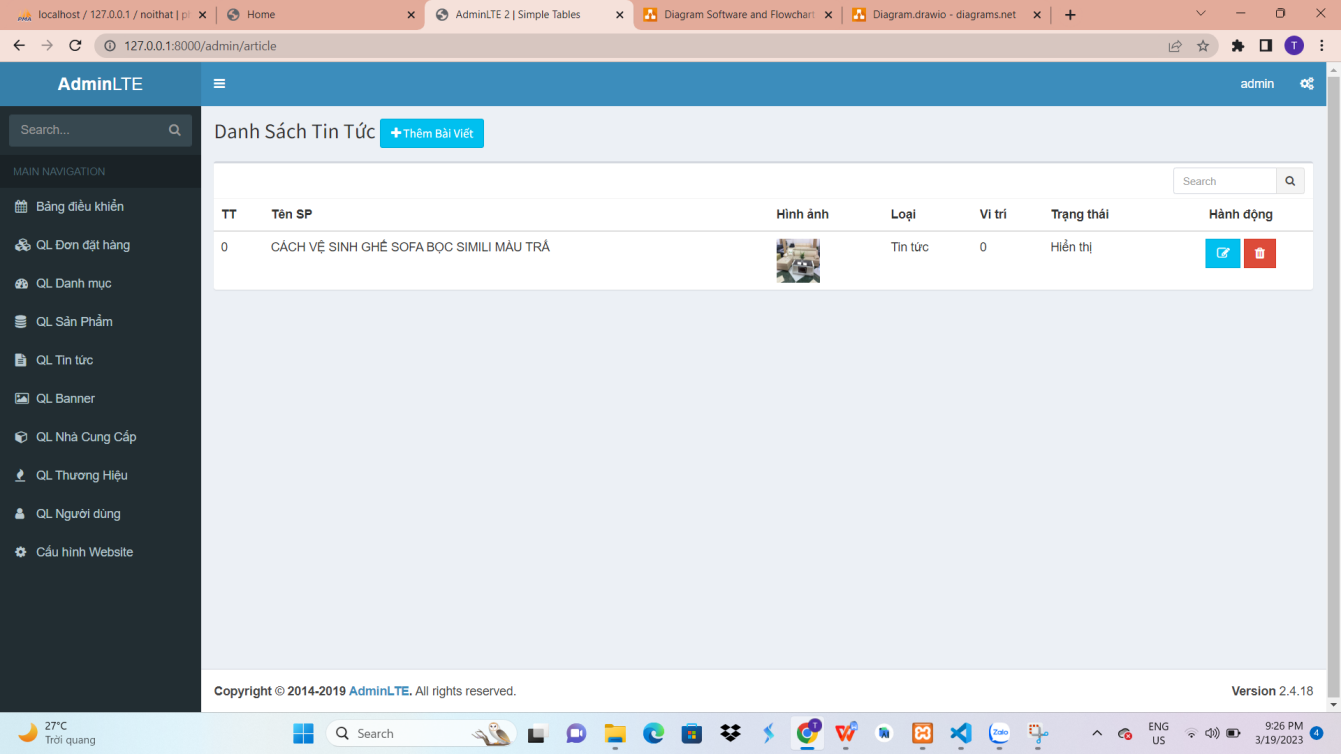 localhost / 127.0.0.1 / noithat | p
Home
AdminLTE 2 | Simple Tables
Diagram Software and Flowchart
Diagram.drawio - diagrams.net
127.0.0.1:8000/admin/article
T
AdminLTE
admin
Search...
Danh Sách Tin Tức
Thêm Bài Viết
MAIN NAVIGATION
Search
Bảng điều khiển
QL Đơn đặt hàng
QL Danh mục
QL Sản Phẩm
QL Tin tức
QL Banner
QL Nhà Cung Cấp
QL Thương Hiệu
QL Người dùng
Cấu hình Website
TT Tên SP Hình ảnh Loại Vi trí Trạng thái Hành động
0 CÁCH VỆ SINH GHẾ SOFA BỌC SIMILI MÀU TRẮ Tin tức 0 Hiển thị
Copyright © 2014-2019 AdminLTE. All rights reserved.
Version 2.4.18
27°C
Trời quang
Search
Zalo
ENG
US
9:26 PM
3/19/2023
4